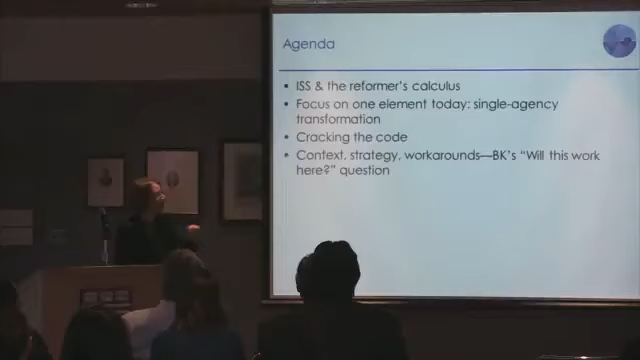 Agenda
▪ ISS & the reformer's calculus
▪ Focus on one element today: single-agency
transformation
▪ Cracking the code
▪ Context, strategy, workarounds—BK's "Will this work
here?" question